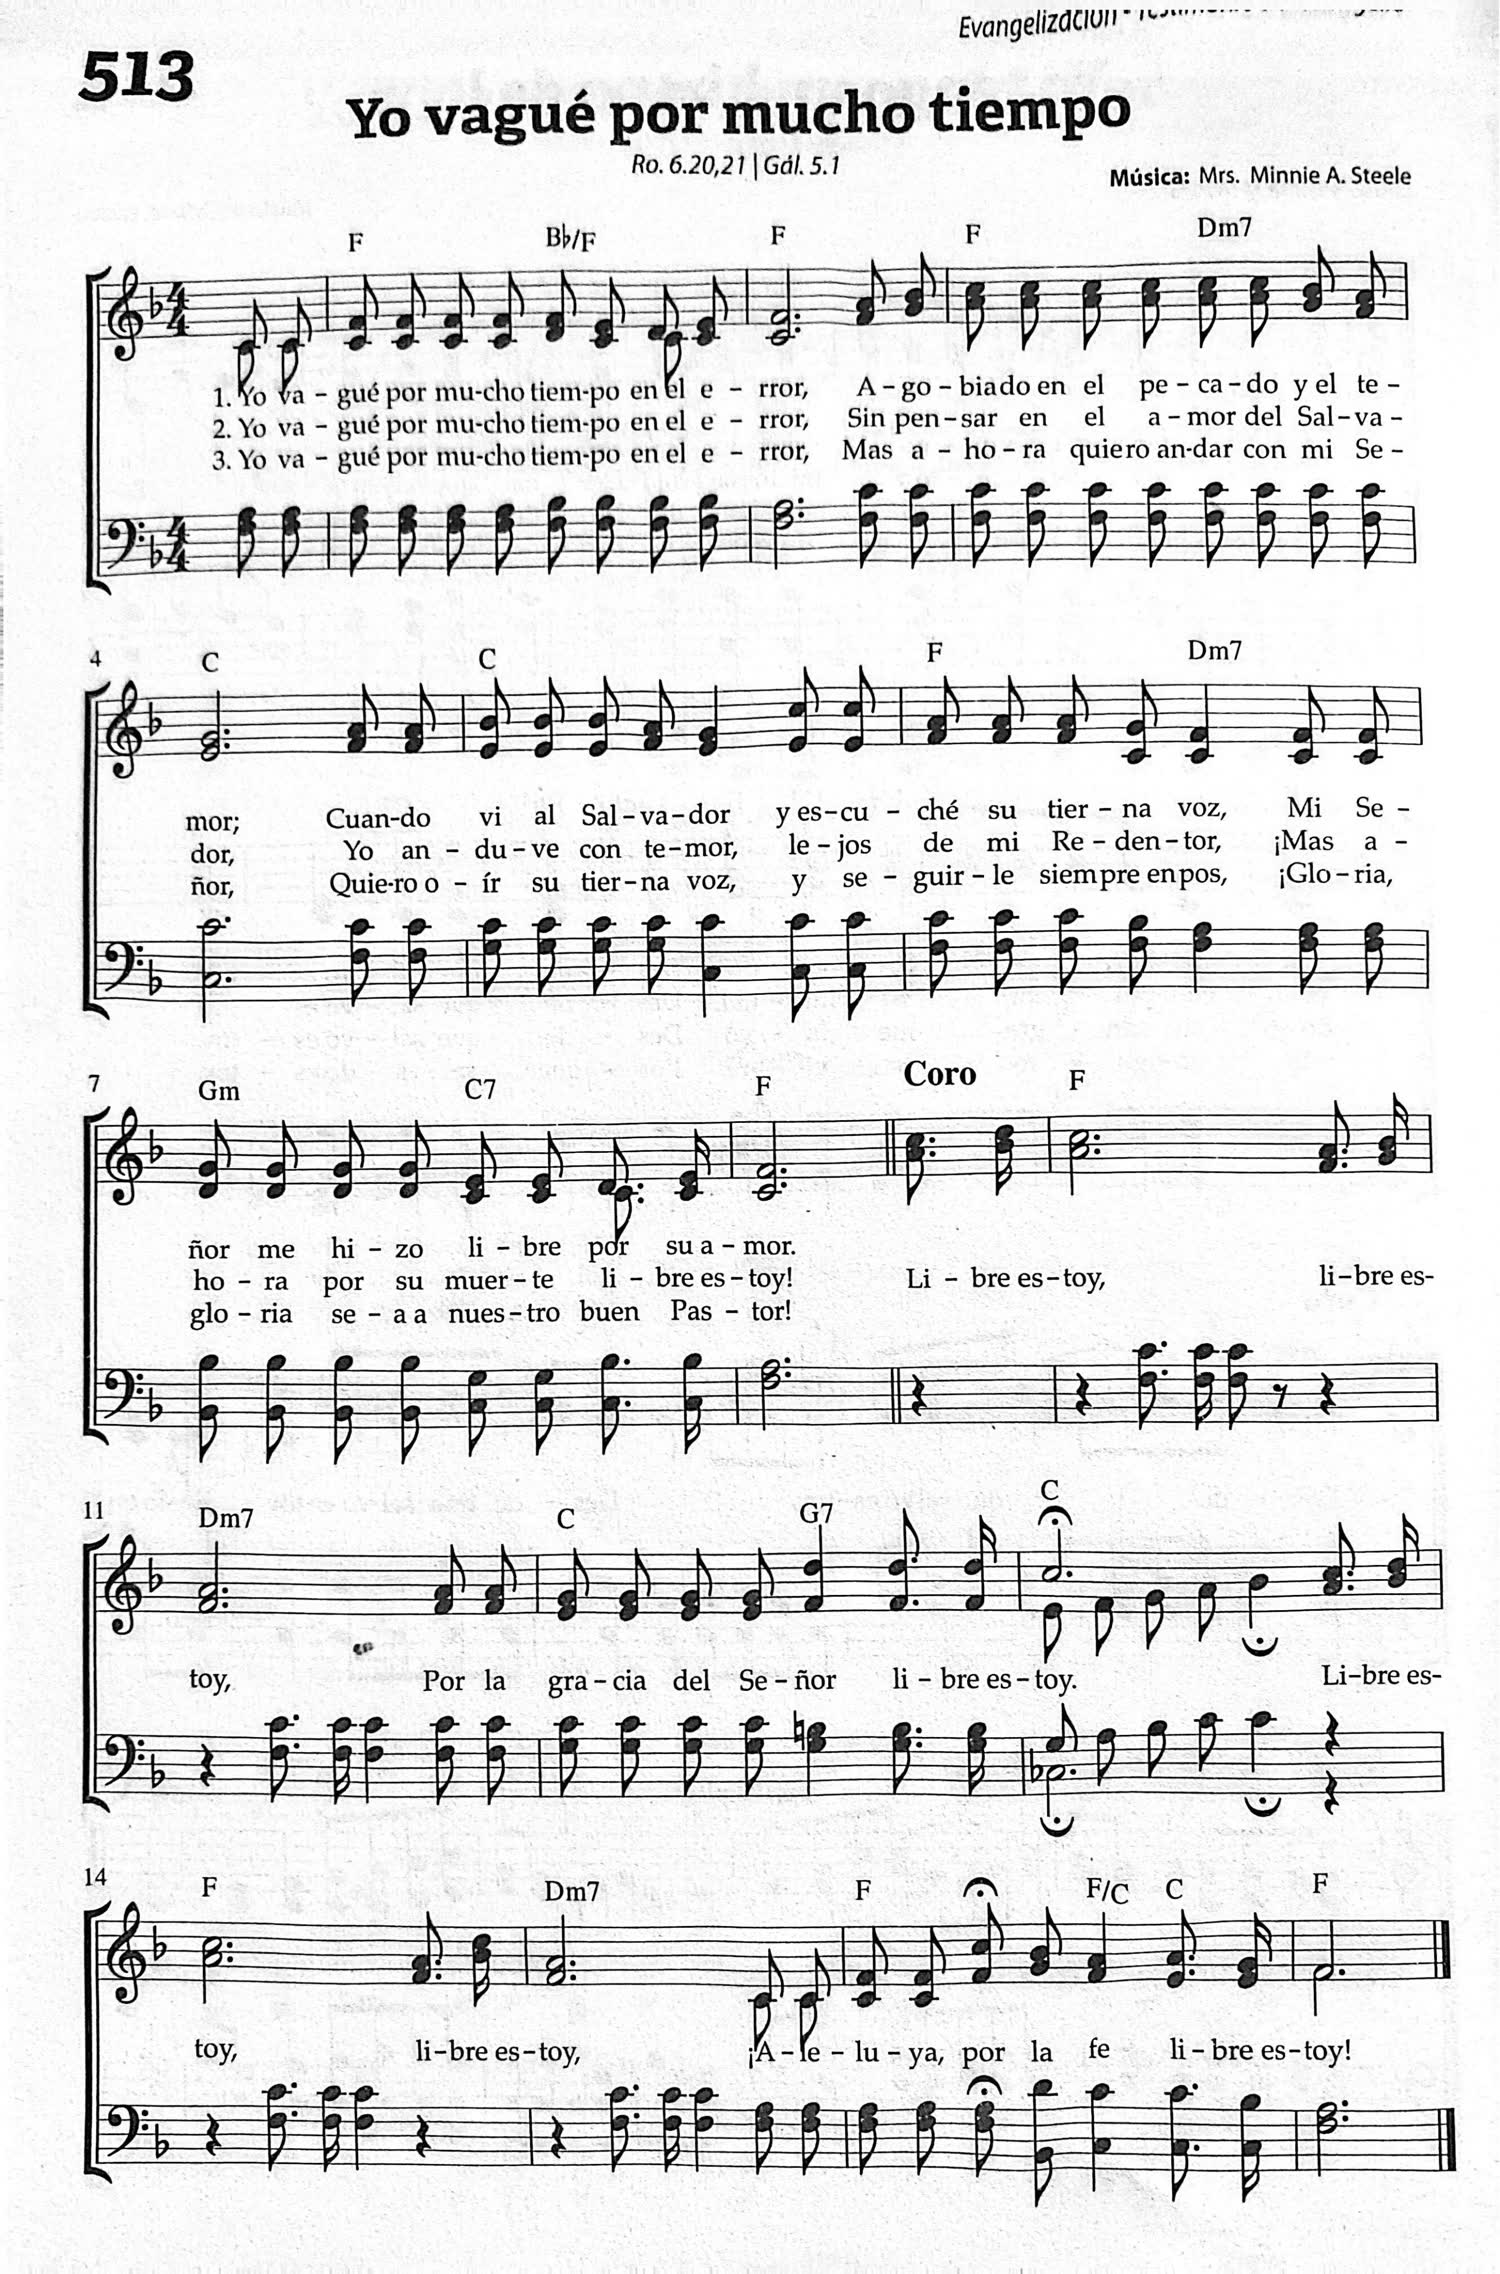 Evangelización -
513
Yo vagué por mucho tiempo
Ro. 6.20,21 | Gál. 5.1
Música: Mrs. Minnie A. Steele
F B♭/F F F Dm7
1. Yo va - gué por mu-cho tiem-po en el e - rror, A - go - biado en el pe - ca - do y el te -
2. Yo va - gué por mu-cho tiem-po en el e - rror, Sin pen - sar en el a - mor del Sal - va -
3. Yo va - gué por mu-cho tiem-po en el e - rror, Mas a - ho - ra quiero an-dar con mi Se -
4 C C F Dm7
mor; Cuan-do vi al Sal - va - dor y es - cu - ché su tier - na voz, Mi Se -
dor, Yo an - du - ve con te - mor, le - jos de mi Re - den - tor, ¡Mas a -
ñor, Quie-ro o - ír su tier - na voz, y se - guir - le siempre en pos, ¡Glo - ria,
7 Gm C7 F Coro F
ñor me hi - zo li - bre por su a - mor.
ho - ra por su muer - te li - bre es - toy! Li - bre es - toy, li - bre es-
glo - ria se - a a nues - tro buen Pas - tor!
11 Dm7 C G7 C
en
toy, Por la gra - cia del Se - ñor li - bre es - toy. Li - bre es-
14 F Dm7 F F/C C F
toy, li - bre es - toy, ¡A - le - lu - ya, por la fe li - bre es - toy!